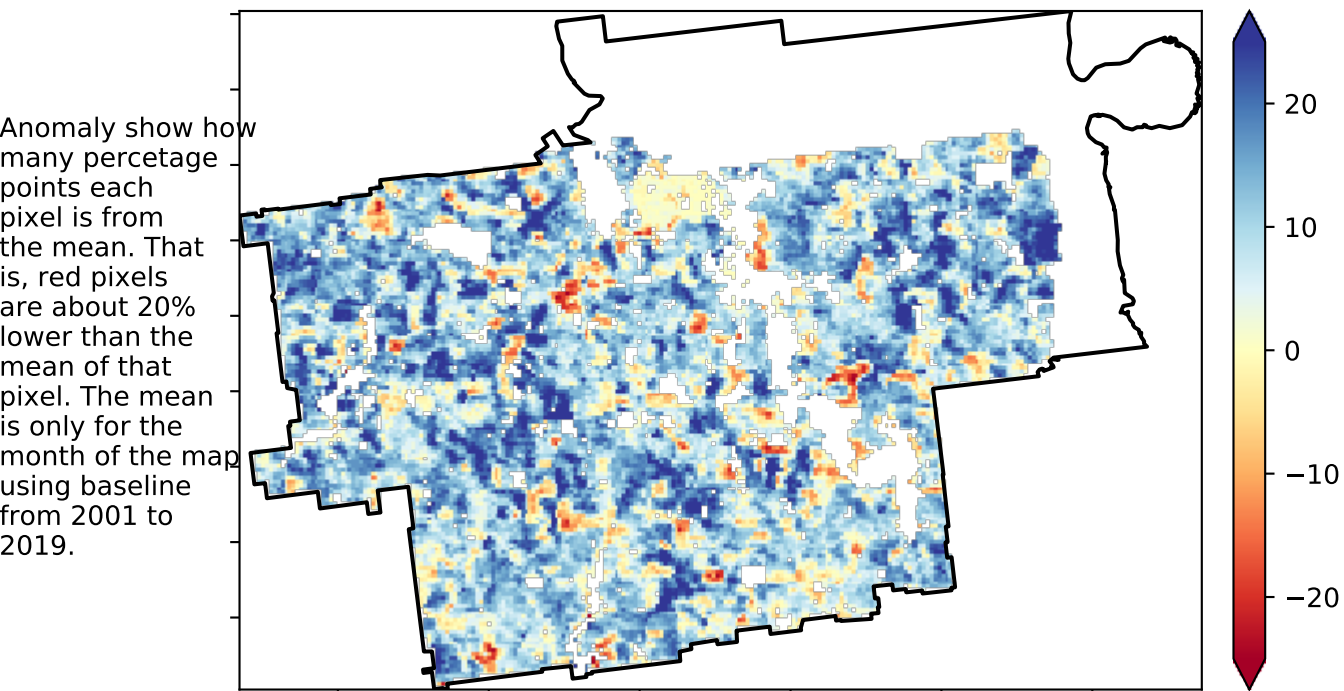 Anomaly show how
many percetage
points each
pixel is from
the mean. That
is, red pixels
are about 20%
lower than the
mean of that
pixel. The mean
is only for the
month of the map
using baseline
from 2001 to
2019.
20
10
0
−10
−20